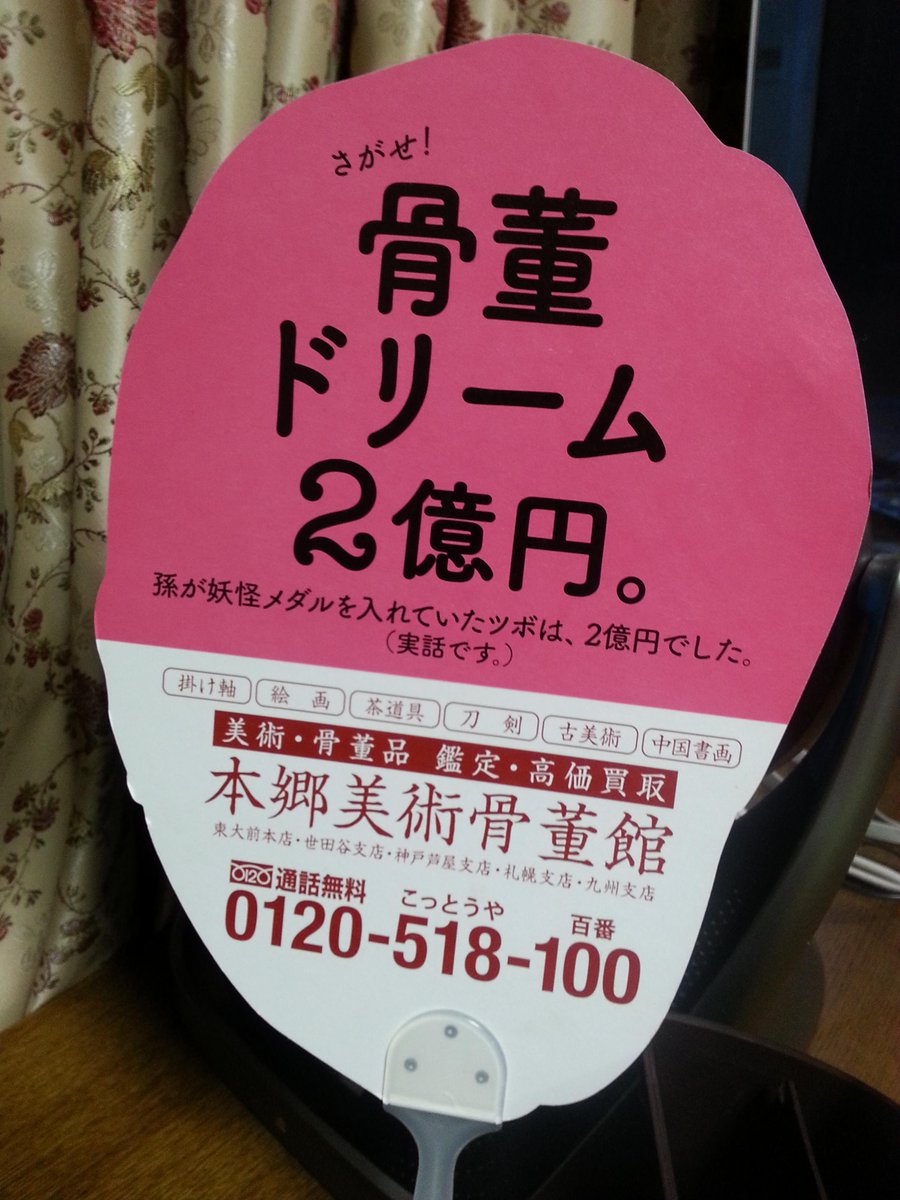 さがせ!
骨董
ドリーム
2億円。
孫が妖怪メダルを入れていたツボは、2億円でした。
(実話です。)
掛け軸 絵画 茶道具 刀剣 古美術 中国書画
美術・骨董品 鑑定・高価買取
本郷美術骨董館
東大前本店・世田谷支店・神戸芦屋支店・札幌支店・九州支店
0120 通話無料 こっとうや 百番
0120-518-100